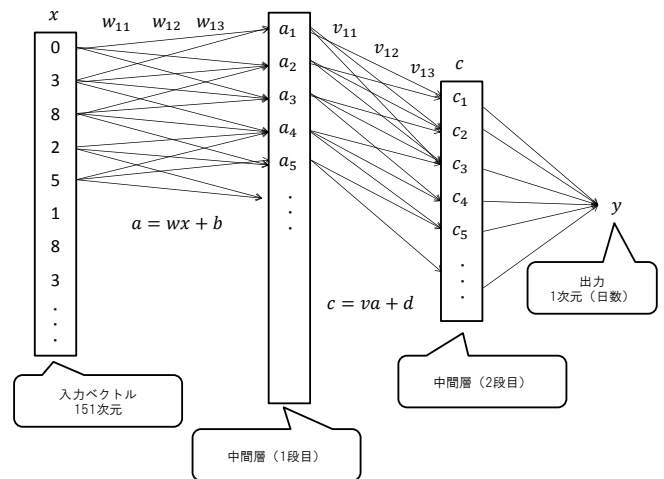 x
w₁₁ w₁₂ w₁₃
0
3
8
2
5
1
8
3
・
・
・
入力ベクトル
151次元
a = wx + b
a₁
a₂
a₃
a₄
a₅
・
・
・
中間層（1段目）
v₁₁
v₁₂
v₁₃
c = va + d
c
c₁
c₂
c₃
c₄
c₅
・
・
・
中間層（2段目）
y
出力
1次元（日数）